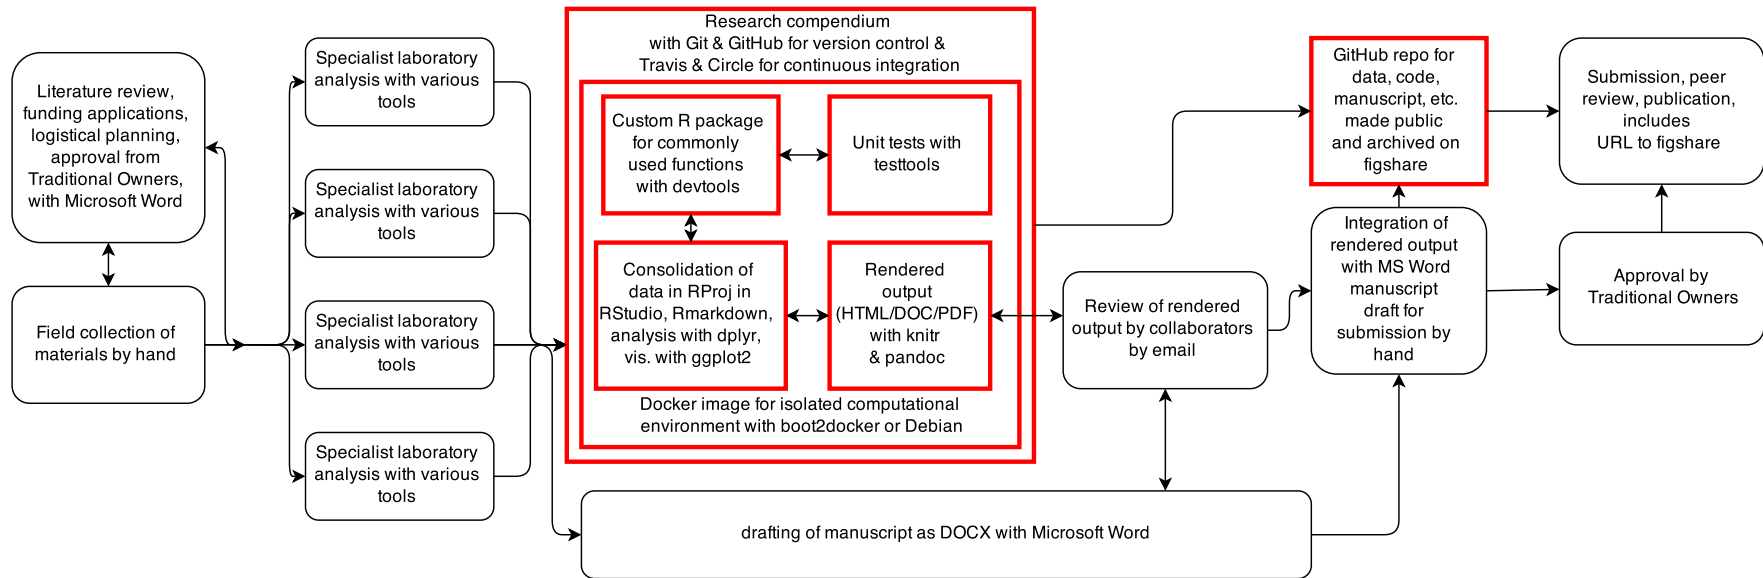 Literature review,
funding applications,
logistical planning,
approval from
Traditional Owners,
with Microsoft Word
Field collection of
materials by hand
Specialist laboratory
analysis with various
tools
Specialist laboratory
analysis with various
tools
Specialist laboratory
analysis with various
tools
Specialist laboratory
analysis with various
tools
Research compendium
with Git & GitHub for version control &
Travis & Circle for continuous integration
Custom R package
for commonly
used functions
with devtools
Unit tests with
testtools
Consolidation of
data in RProj in
RStudio, Rmarkdown,
analysis with dplyr,
vis. with ggplot2
Rendered
output
(HTML/DOC/PDF)
with knitr
& pandoc
Docker image for isolated computational
environment with boot2docker or Debian
drafting of manuscript as DOCX with Microsoft Word
Review of rendered
output by collaborators
by email
GitHub repo for
data, code,
manuscript, etc.
made public
and archived on
figshare
Integration of
rendered output
with MS Word
manuscript
draft for
submission by
hand
Submission, peer
review, publication,
includes
URL to figshare
Approval by
Traditional Owners